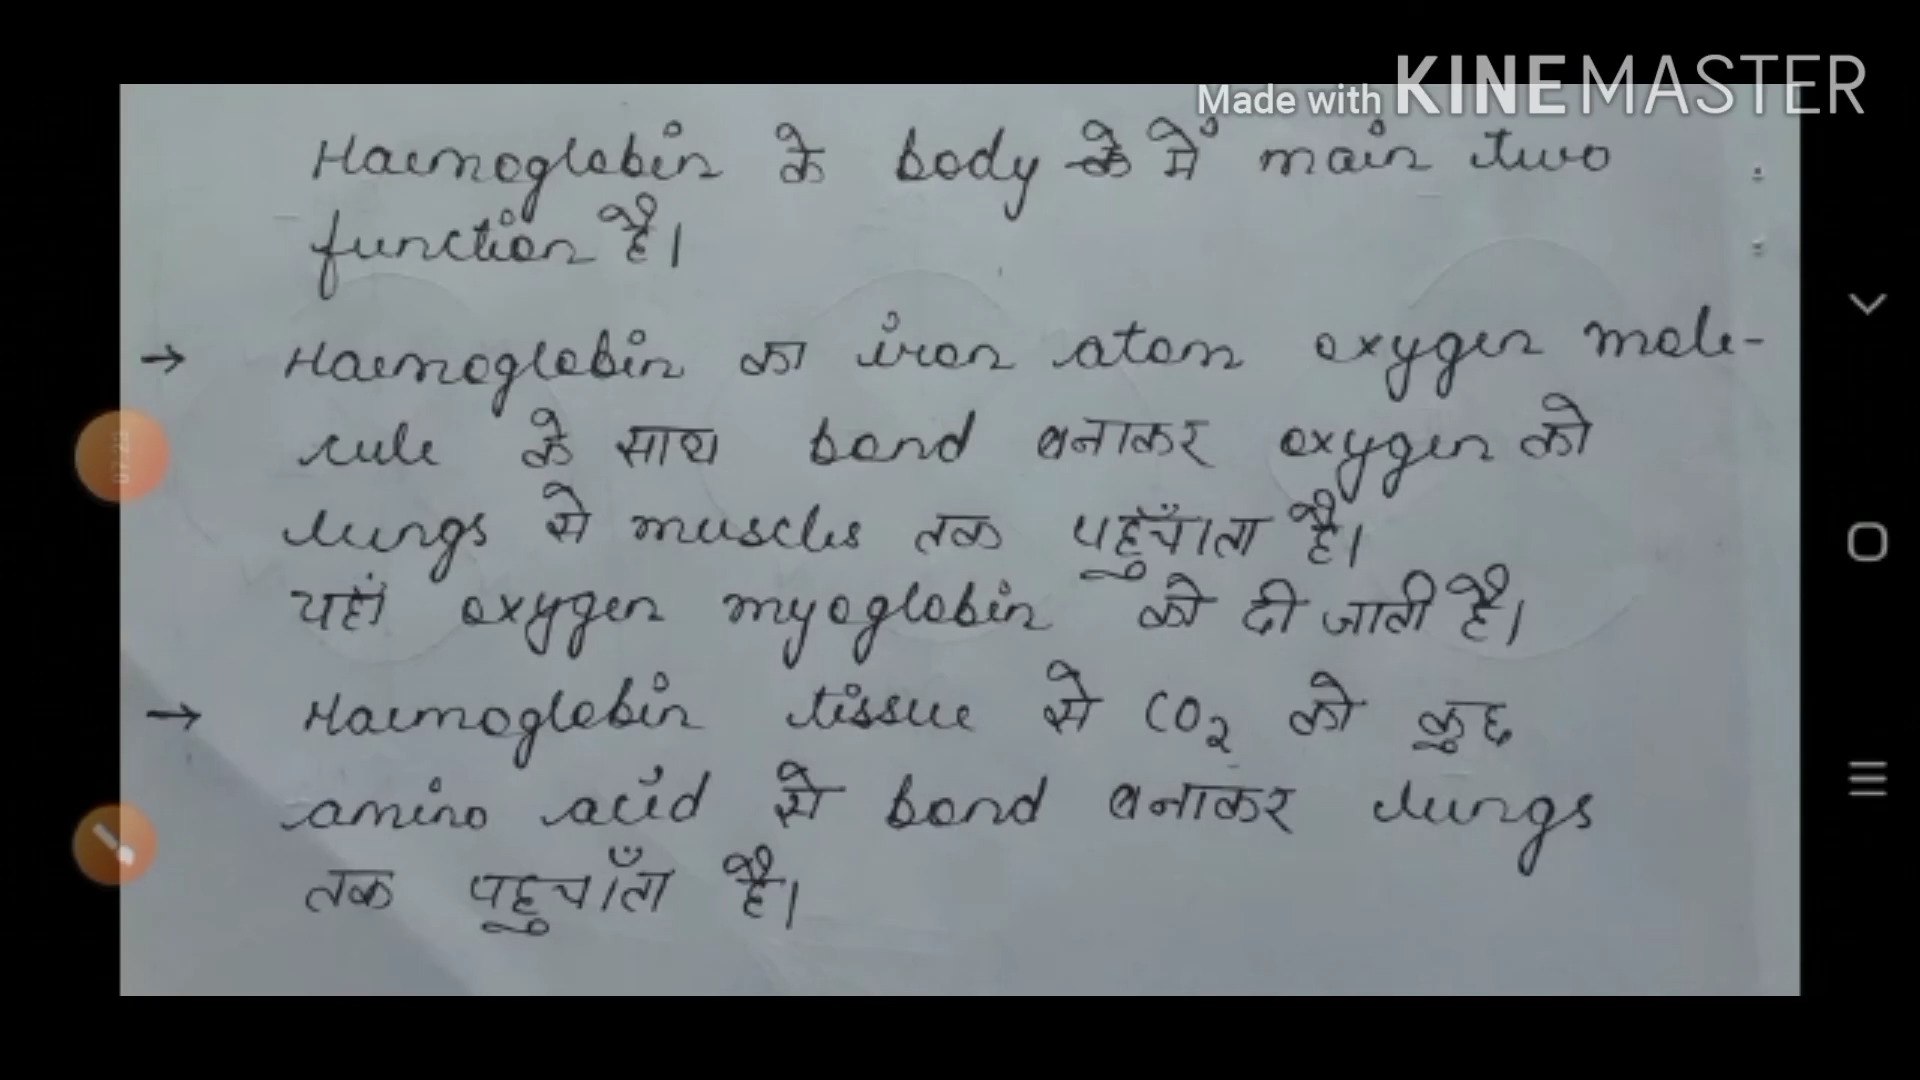 Made with KINEMASTER
Haemoglobin के body के में main two
function है।
→ Haemoglobin का iron atom oxygen mole-
cule के साथ bond बनाकर oxygen को
lungs से muscles तक पहुँचाता है।
यहां oxygen myoglobin को दी जाती है।
→ Haemoglobin tissue से CO₂ को कुछ
amino acid से bond बनाकर lungs
तक पहुचाँता है।